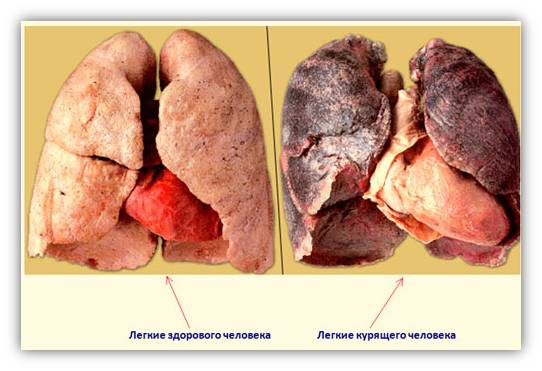 Легкие здорового человека
Легкие курящего человека